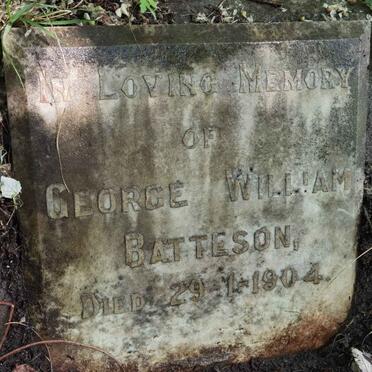 In Loving Memory
of
George William
Batteson,
Died 29-1-1904.